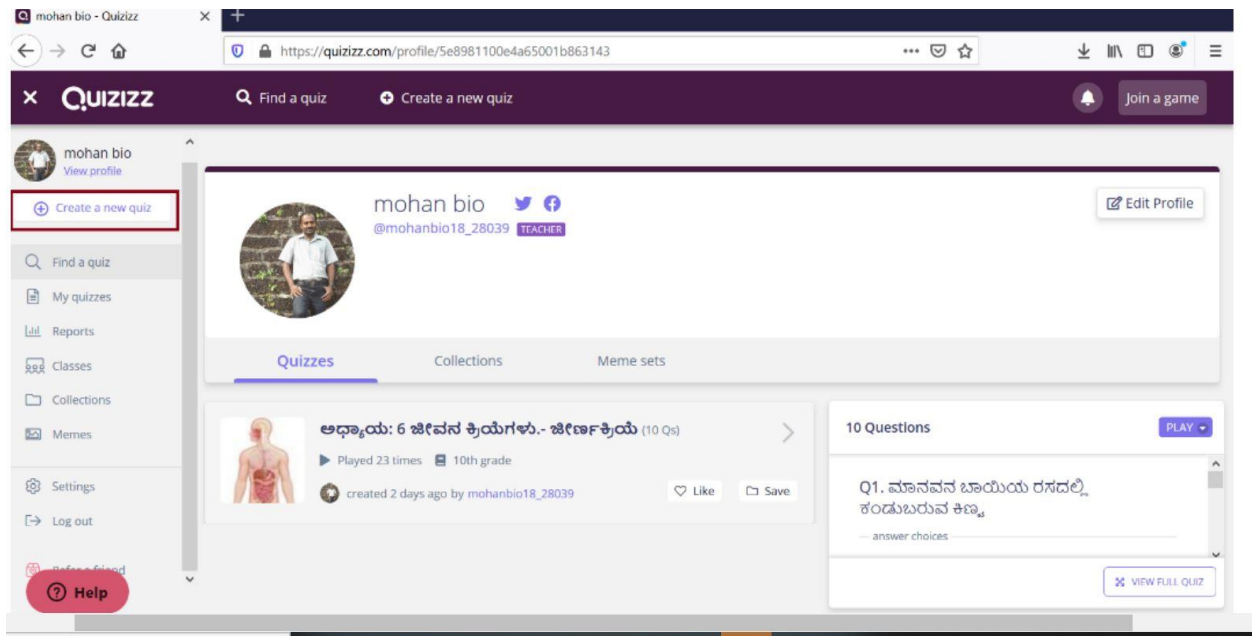 mohan bio - Quizizz
https://quizizz.com/profile/5e8981100e4a65001b863143
QUIZIZZ
Find a quiz
Create a new quiz
Join a game
mohan bio
View profile
Create a new quiz
Find a quiz
My quizzes
Reports
Classes
Collections
Memes
Settings
Log out
Refer a friend
Help
mohan bio
@mohanbio18_28039 TEACHER
Edit Profile
Quizzes
Collections
Meme sets
ಅಧ್ಯಾಯ: 6 ಜೀವನ ಕ್ರಿಯೆಗಳು.- ಜೀರ್ಣಕ್ರಿಯೆ (10 Qs)
Played 23 times 10th grade
created 2 days ago by mohanbio18_28039
Like
Save
10 Questions
PLAY
Q1. ಮಾನವನ ಬಾಯಿಯ ರಸದಲ್ಲಿ
ಕಂಡುಬರುವ ಕಿಣ್ವ
answer choices
VIEW FULL QUIZ